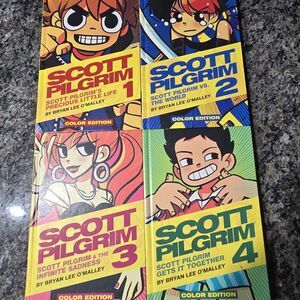 SCOTT
PILGRIM
SCOTT PILGRIM'S
PRECIOUS LITTLE LIFE
1
BY BRYAN LEE O'MALLEY
COLOR EDITION
SCOTT
PILGRIM
SCOTT PILGRIM VS.
THE WORLD
2
BY BRYAN LEE O'MALLEY
COLOR EDITION
SCOTT
PILGRIM
SCOTT PILGRIM & THE
INFINITE SADNESS
3
BY BRYAN LEE O'MALLEY
COLOR EDITION
SCOTT
PILGRIM
SCOTT PILGRIM
GETS IT TOGETHER
4
BY BRYAN LEE O'MALLEY
COLOR EDITION